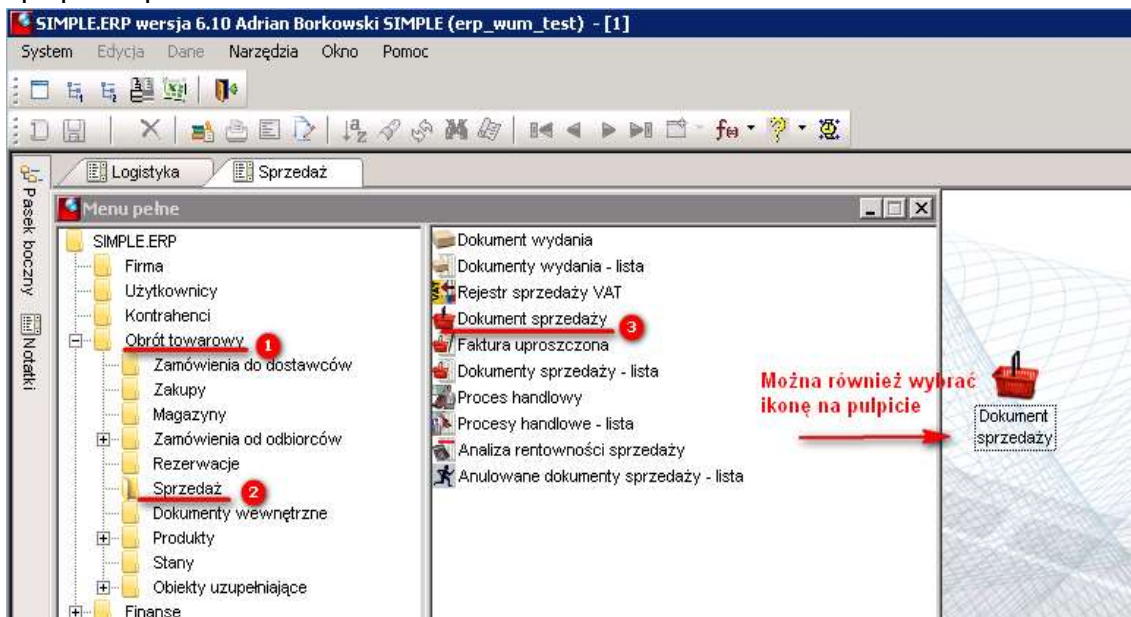 SIMPLE.ERP wersja 6.10 Adrian Borkowski SIMPLE (erp_wum_test) - [1]
System Edycja Dane Narzędzia Okno Pomoc
Logistyka Sprzedaż
Pasek boczny
Notatki
Menu pełne
SIMPLE.ERP
Firma
Użytkownicy
Kontrahenci
Obrót towarowy 1
Zamówienia do dostawców
Zakupy
Magazyny
Zamówienia od odbiorców
Rezerwacje
Sprzedaż 2
Dokumenty wewnętrzne
Produkty
Stany
Obiekty uzupełniające
Finanse
Dokument wydania
Dokumenty wydania - lista
Rejestr sprzedaży VAT
Dokument sprzedaży 3
Faktura uproszczona
Dokumenty sprzedaży - lista
Proces handlowy
Procesy handlowe - lista
Analiza rentowności sprzedaży
Anulowane dokumenty sprzedaży - lista
Można również wybrać
ikonę na pulpicie
Dokument
sprzedaży